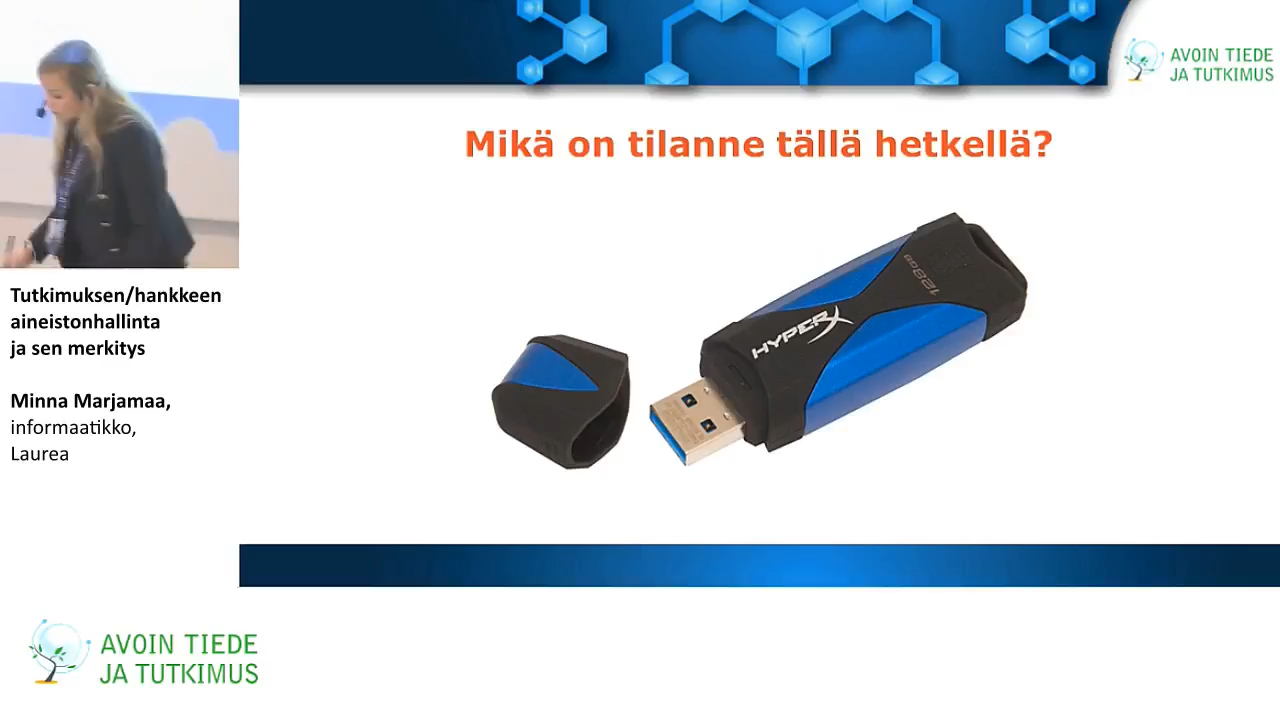 AVOIN TIEDE
JA TUTKIMUS
Mikä on tilanne tällä hetkellä?
128GB
HYPERX
Tutkimuksen/hankkeen
aineistonhallinta
ja sen merkitys
Minna Marjamaa,
informaatikko,
Laurea
AVOIN TIEDE
JA TUTKIMUS